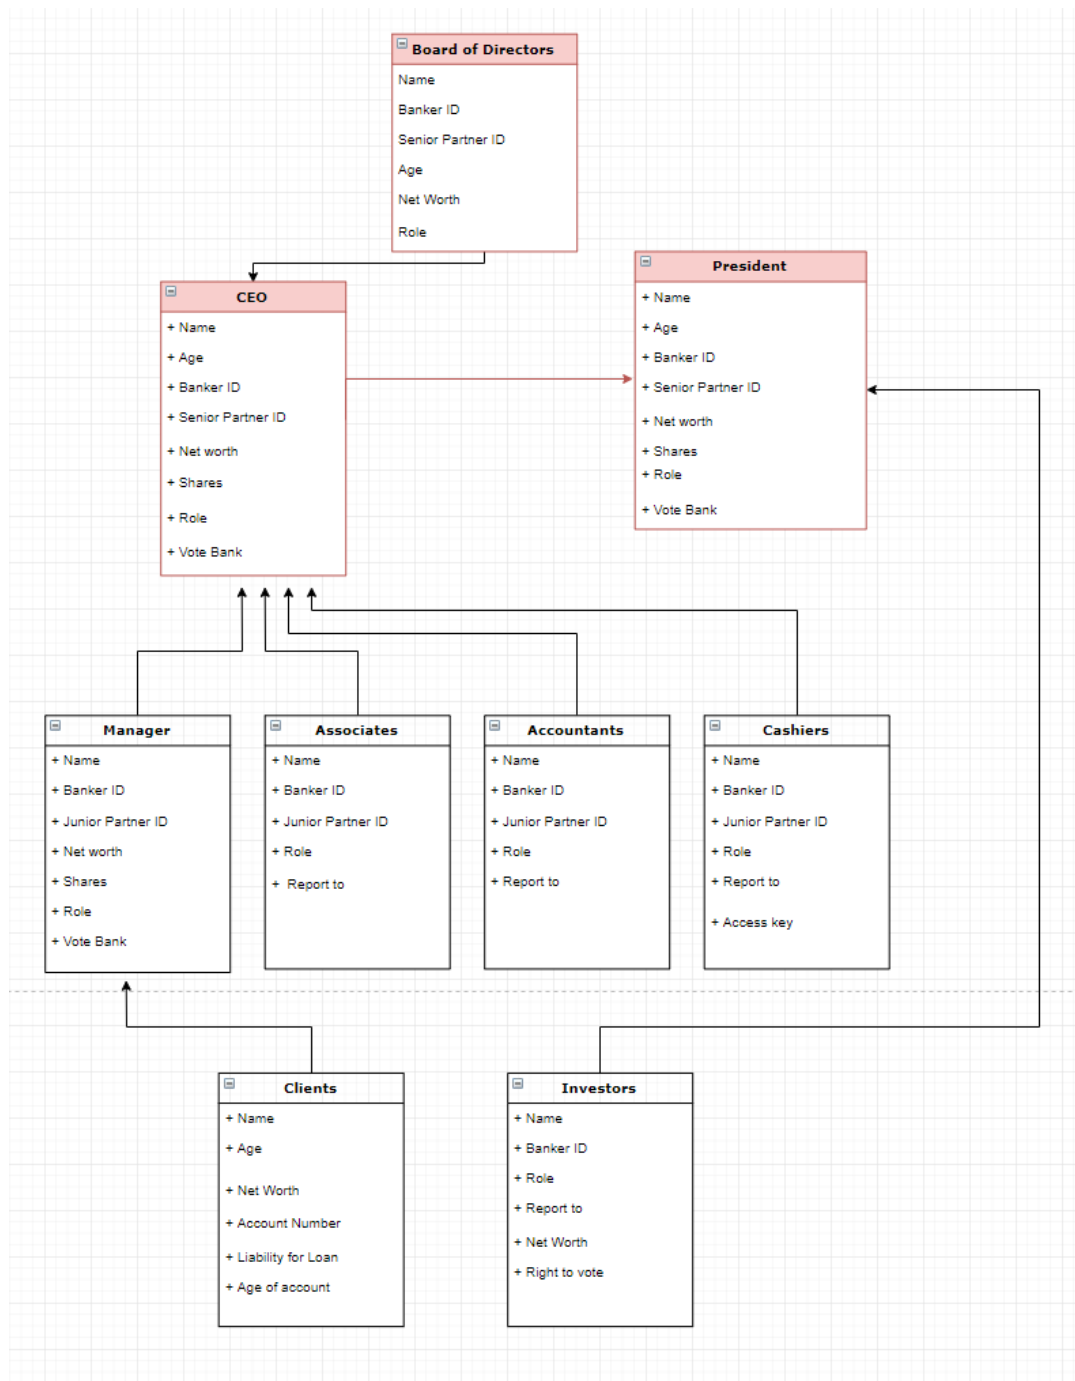 Board of Directors
Name
Banker ID
Senior Partner ID
Age
Net Worth
Role
President
+ Name
+ Age
+ Banker ID
+ Senior Partner ID
+ Net worth
+ Shares
+ Role
+ Vote Bank
CEO
+ Name
+ Age
+ Banker ID
+ Senior Partner ID
+ Net worth
+ Shares
+ Role
+ Vote Bank
Manager
+ Name
+ Banker ID
+ Junior Partner ID
+ Net worth
+ Shares
+ Role
+ Vote Bank
Associates
+ Name
+ Banker ID
+ Junior Partner ID
+ Role
+ Report to
Accountants
+ Name
+ Banker ID
+ Junior Partner ID
+ Role
+ Report to
Cashiers
+ Name
+ Banker ID
+ Junior Partner ID
+ Role
+ Report to
+ Access key
Clients
+ Name
+ Age
+ Net Worth
+ Account Number
+ Liability for Loan
+ Age of account
Investors
+ Name
+ Banker ID
+ Role
+ Report to
+ Net Worth
+ Right to vote